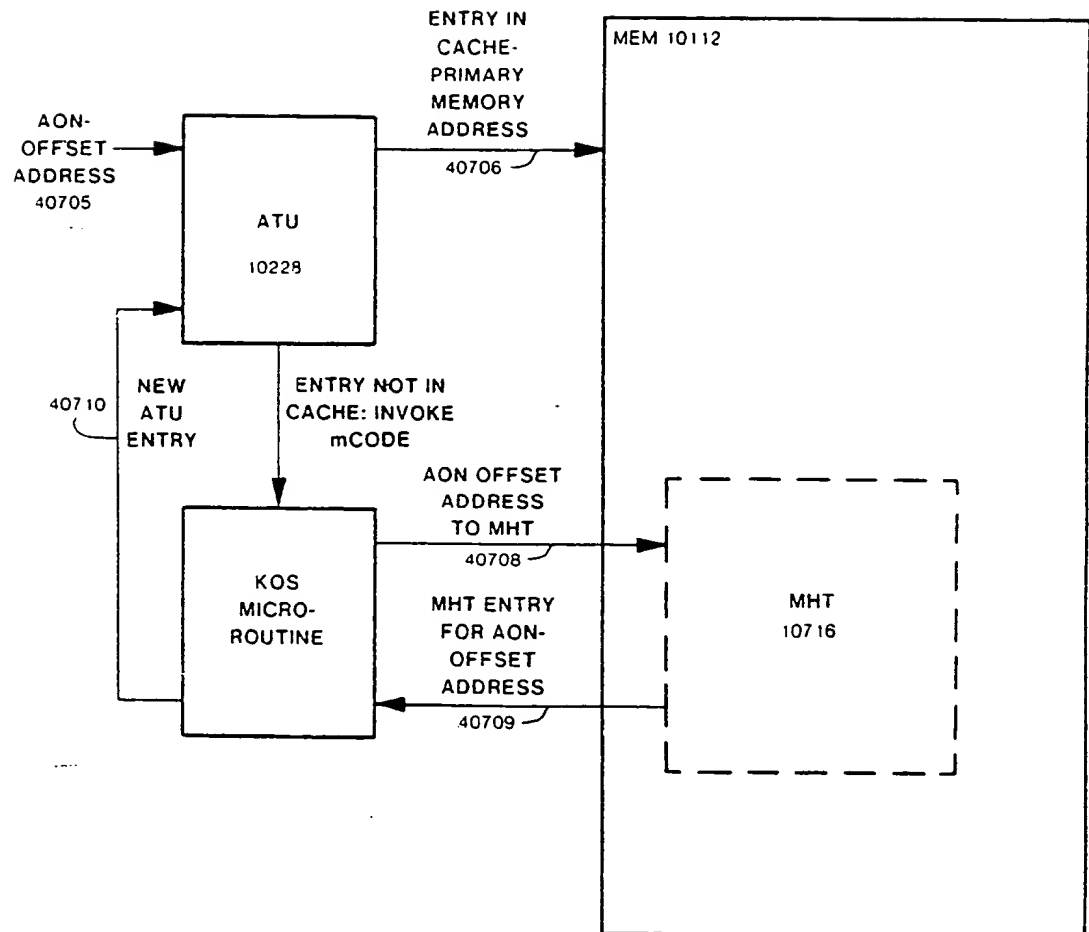 ENTRY IN
CACHE-
PRIMARY
MEMORY
ADDRESS
40706
MEM 10112
AON-
OFFSET
ADDRESS
40705
ATU
10228
40710
NEW
ATU
ENTRY
ENTRY NOT IN
CACHE: INVOKE
mCODE
AON OFFSET
ADDRESS
TO MHT
40708
KOS
MICRO-
ROUTINE
MHT ENTRY
FOR AON-
OFFSET
ADDRESS
40709
MHT
10716